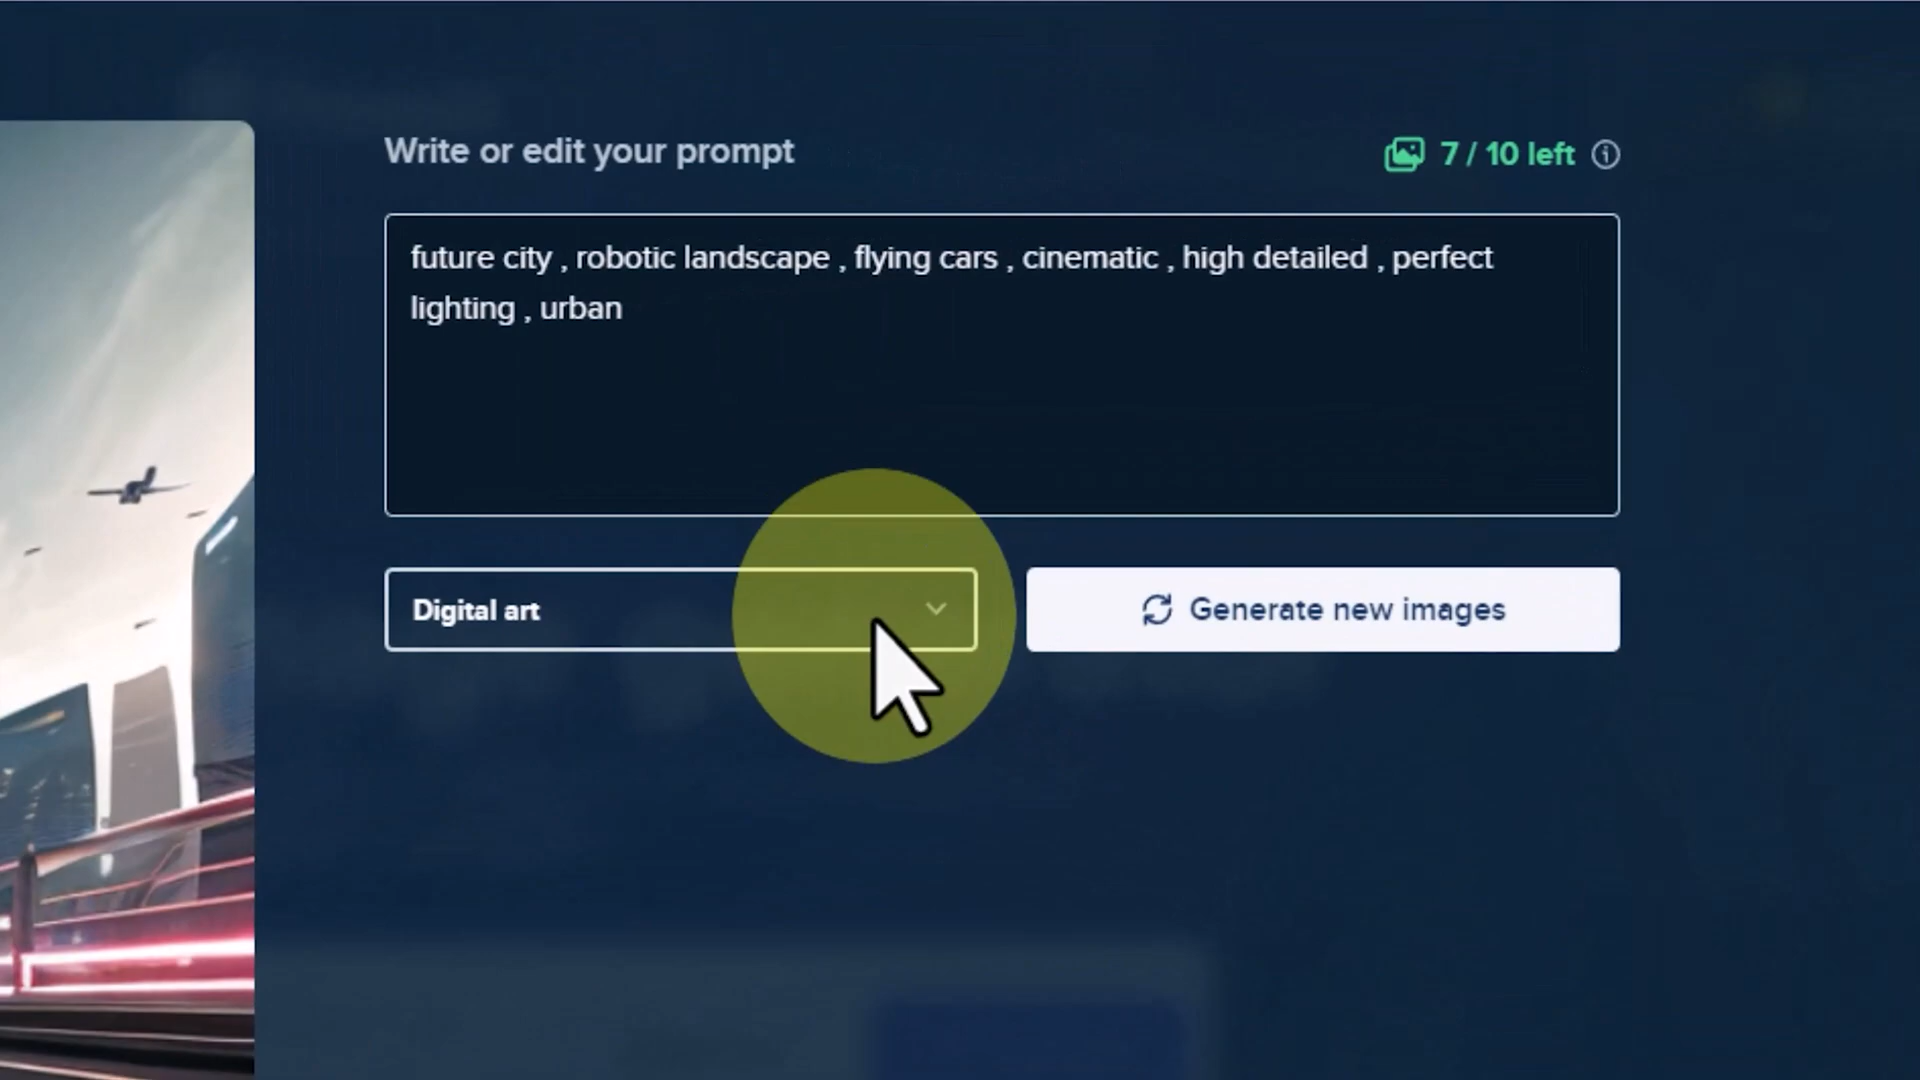 Write or edit your prompt
7 / 10 left
future city , robotic landscape , flying cars , cinematic , high detailed , perfect
lighting , urban
Digital art
Generate new images